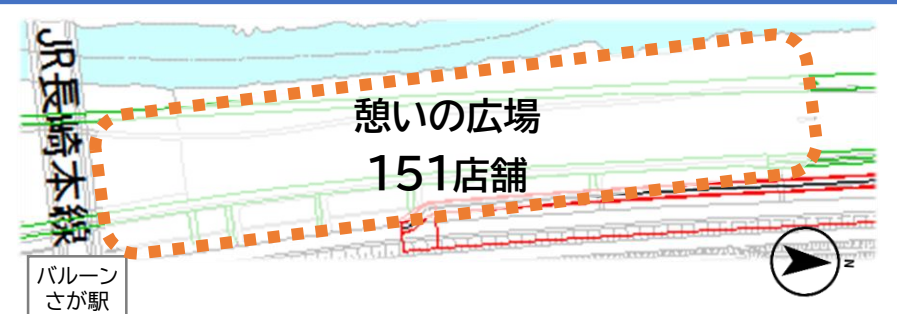 JR長崎本線
憩いの広場
151店舗
バルーン
さが駅
N